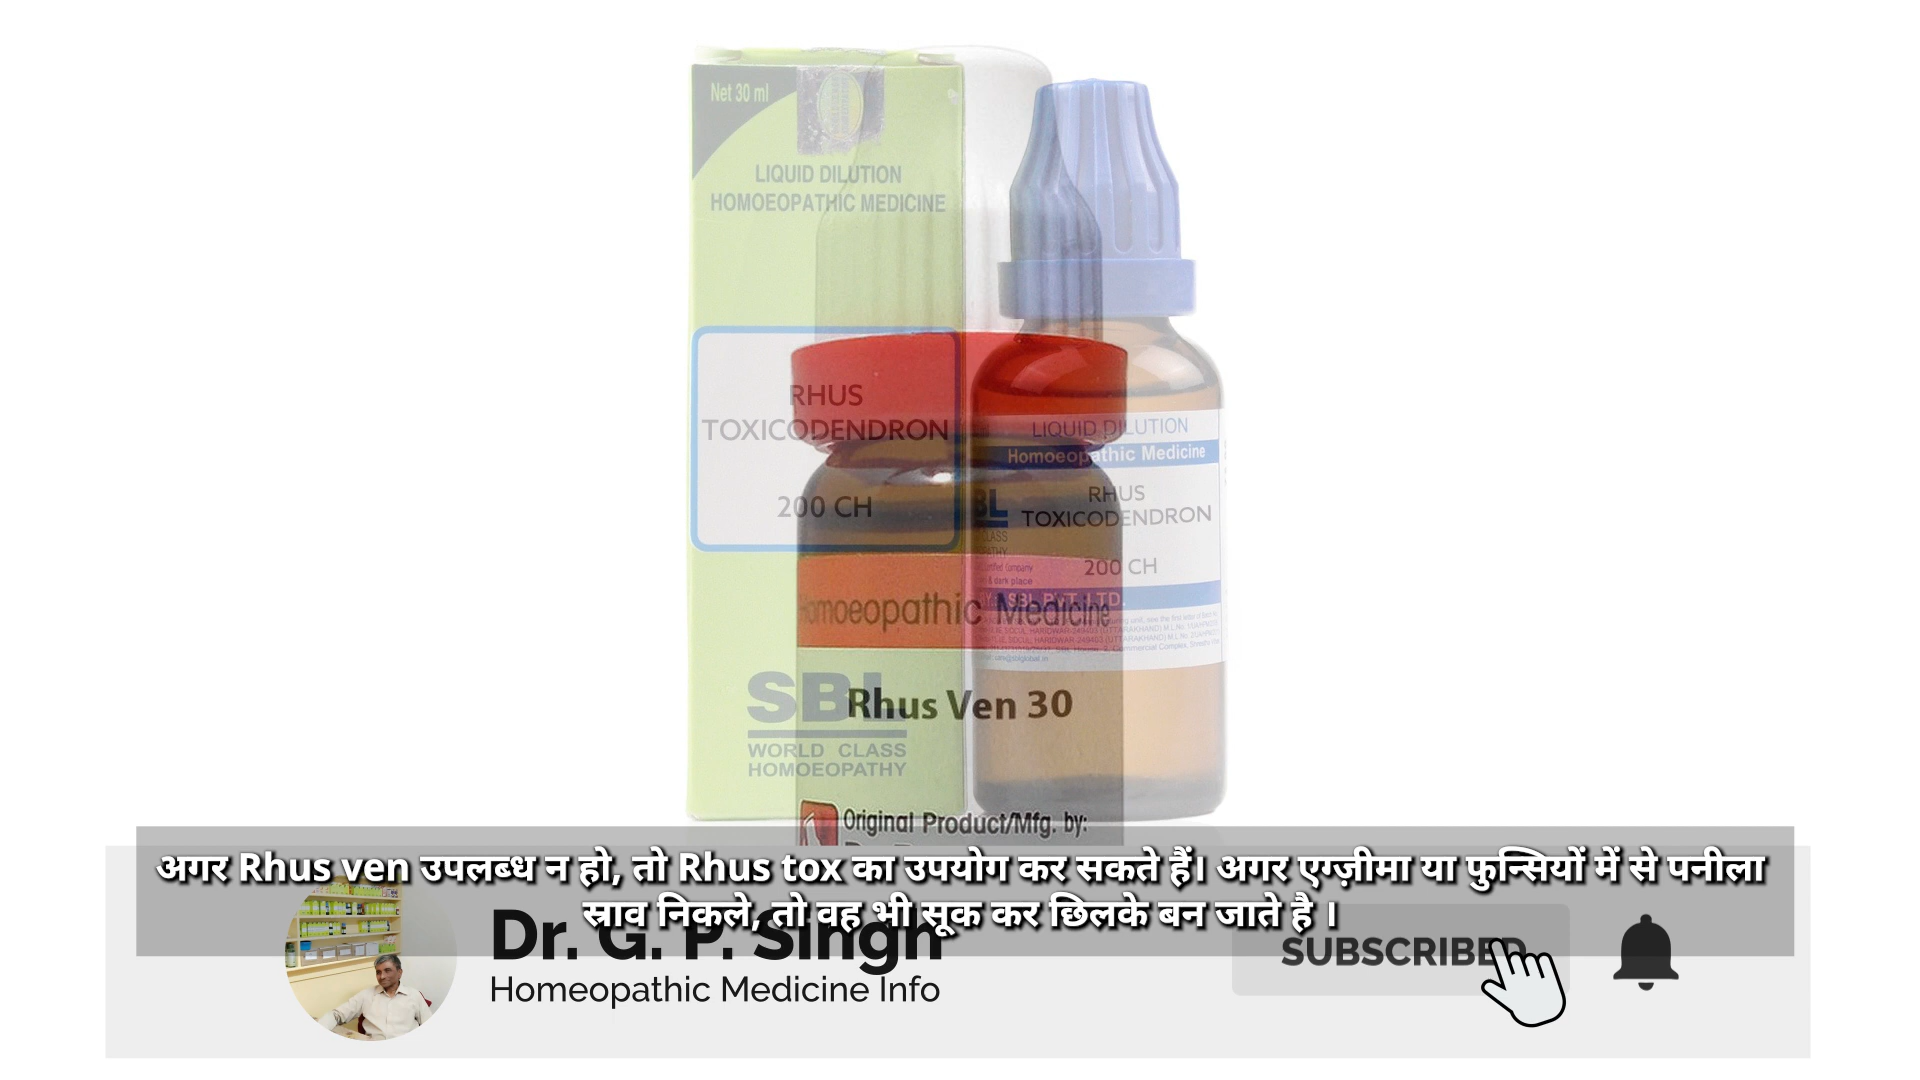 Net 30 ml
LIQUID DILUTION
HOMOEOPATHIC MEDICINE
RHUS
TOXICODENDRON
200 CH
SBL
WORLD CLASS
HOMOEOPATHY
LIQUID DILUTION
Homoeopathic Medicine
RHUS
TOXICODENDRON
200 CH
SBL PVT. LTD.
Homoeopathic Medicine
Rhus Ven 30
Original Product/Mfg. by:
अगर Rhus ven उपलब्ध न हो, तो Rhus tox का उपयोग कर सकते हैं। अगर एग्ज़ीमा या फुन्सियों में से पनीला
स्राव निकले, तो वह भी सूक कर छिलके बन जाते है ।
Dr. G. P. Singh
Homeopathic Medicine Info
SUBSCRIBED